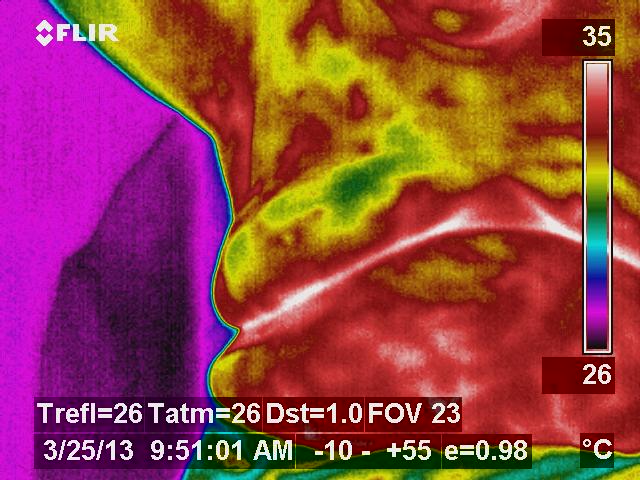 FLIR
35
26
Trefl=26 Tatm=26 Dst=1.0 FOV 23
3/25/13 9:51:01 AM -10 - +55 e=0.98 °C